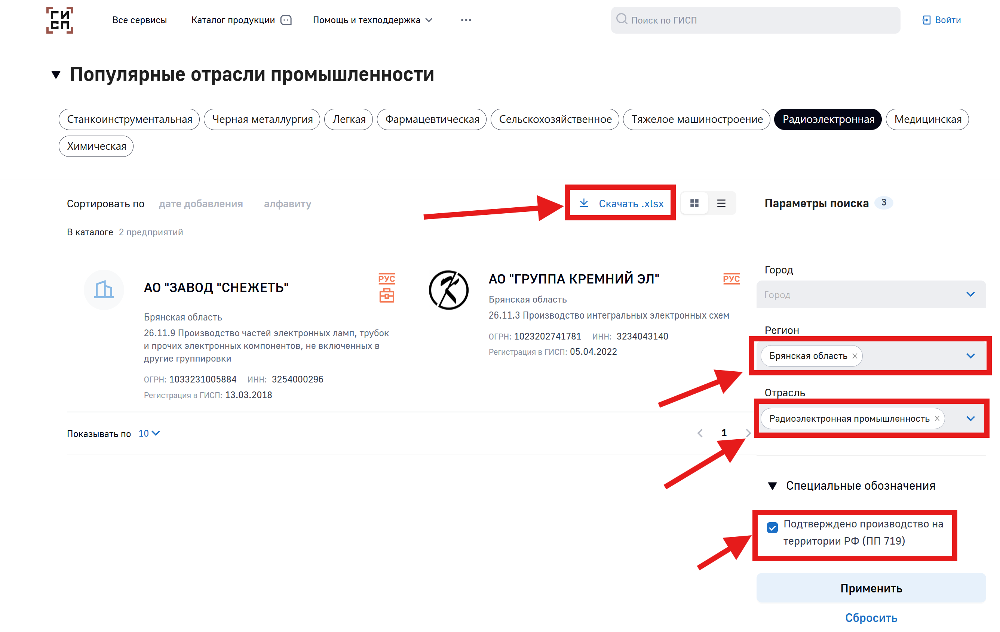 ГИ
СП
Все сервисы
Каталог продукции
Помощь и техподдержка
Поиск по ГИСП
Войти
Популярные отрасли промышленности
Станкоинструментальная
Черная металлургия
Легкая
Фармацевтическая
Сельскохозяйственное
Тяжелое машиностроение
Радиоэлектронная
Медицинская
Химическая
Сортировать по дате добавления алфавиту
Скачать .xlsx
Параметры поиска 3
В каталоге 2 предприятий
АО "ЗАВОД "СНЕЖЕТЬ"
РУС
Брянская область
26.11.9 Производство частей электронных ламп, трубок
и прочих электронных компонентов, не включенных в
другие группировки
ОГРН: 1033231005884 ИНН: 3254000296
Регистрация в ГИСП: 13.03.2018
АО "ГРУППА КРЕМНИЙ ЭЛ"
РУС
Брянская область
26.11.3 Производство интегральных электронных схем
ОГРН: 1023202741781 ИНН: 3234043140
Регистрация в ГИСП: 05.04.2022
Показывать по 10
1
Город
Город
Регион
Брянская область
Отрасль
Радиоэлектронная промышленность
Специальные обозначения
Подтверждено производство на
территории РФ (ПП 719)
Применить
Сбросить